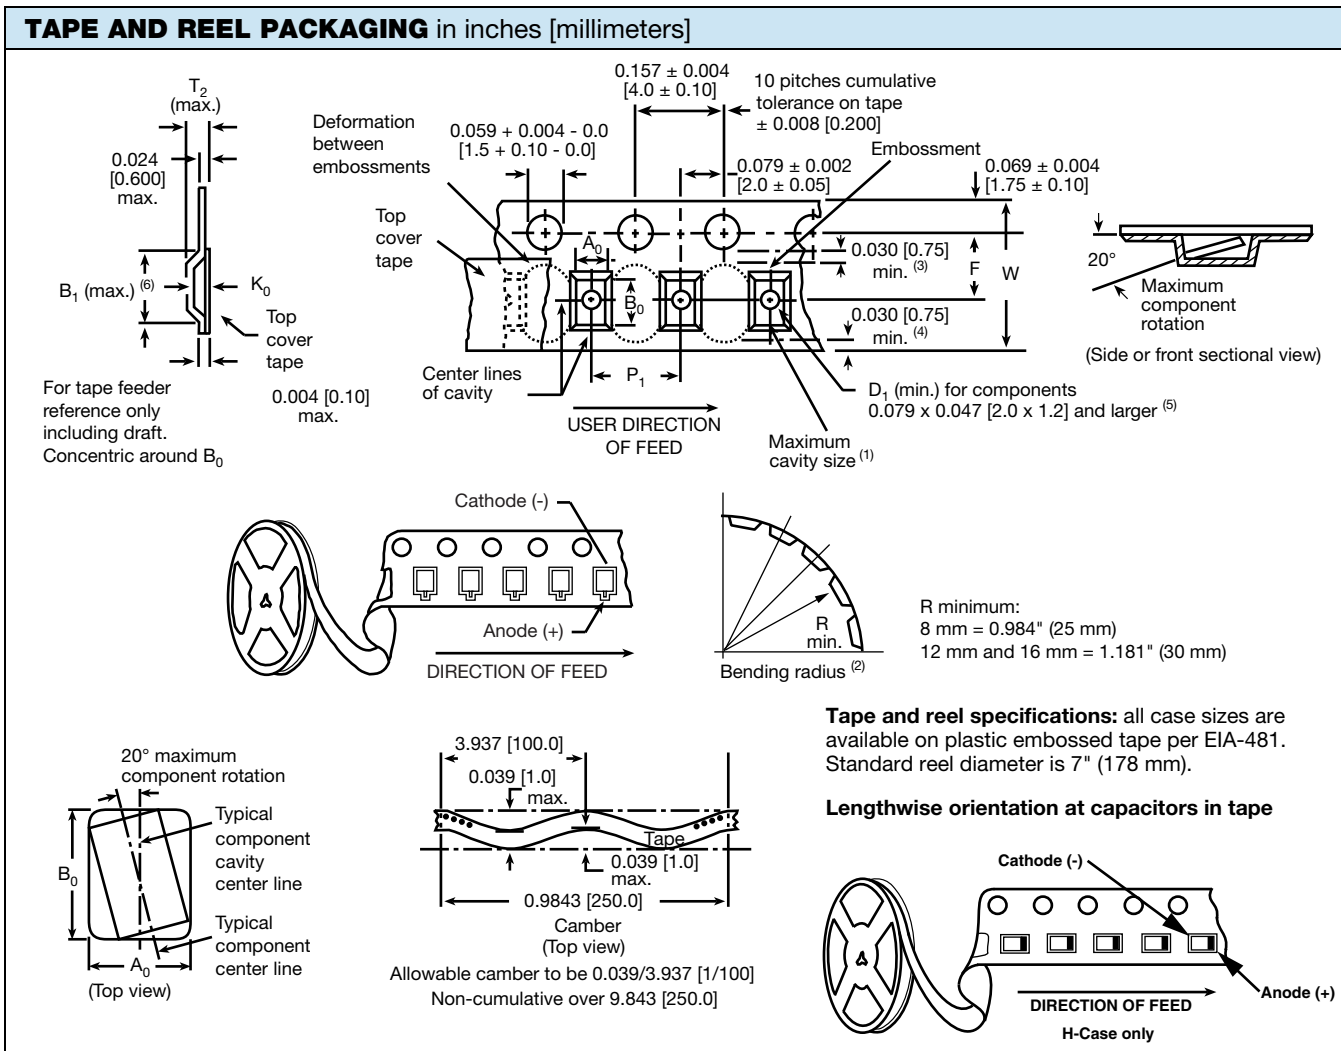 TAPE AND REEL PACKAGING in inches [millimeters]
T2
(max.)
0.024
[0.600]
max.
B1 (max.) (6)
K0
Top
cover
tape
0.004 [0.10]
max.
For tape feeder
reference only
including draft.
Concentric around B0
Deformation
between
embossments
Top
cover
tape
0.059 + 0.004 - 0.0
[1.5 + 0.10 - 0.0]
0.157 ± 0.004
[4.0 ± 0.10]
10 pitches cumulative
tolerance on tape
± 0.008 [0.200]
0.079 ± 0.002
[2.0 ± 0.05]
Embossment
0.069 ± 0.004
[1.75 ± 0.10]
A0
B0
0.030 [0.75]
min. (3)
0.030 [0.75]
min. (4)
F
W
20°
Maximum
component
rotation
(Side or front sectional view)
Center lines
of cavity
P1
USER DIRECTION
OF FEED
D1 (min.) for components
0.079 x 0.047 [2.0 x 1.2] and larger (5)
Maximum
cavity size (1)
Cathode (-)
Anode (+)
DIRECTION OF FEED
R
min.
Bending radius (2)
R minimum:
8 mm = 0.984" (25 mm)
12 mm and 16 mm = 1.181" (30 mm)
Tape and reel specifications: all case sizes are
available on plastic embossed tape per EIA-481.
Standard reel diameter is 7" (178 mm).
Lengthwise orientation at capacitors in tape
20° maximum
component rotation
Typical
component
cavity
center line
B0
Typical
component
center line
A0
(Top view)
3.937 [100.0]
0.039 [1.0]
max.
Tape
0.039 [1.0]
max.
0.9843 [250.0]
Camber
(Top view)
Allowable camber to be 0.039/3.937 [1/100]
Non-cumulative over 9.843 [250.0]
Cathode (-)
Anode (+)
DIRECTION OF FEED
H-Case only